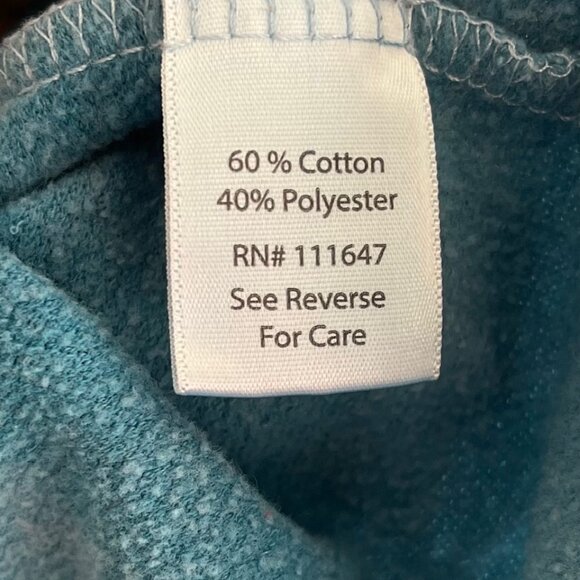 60 % Cotton
40% Polyester
RN# 111647
See Reverse
For Care